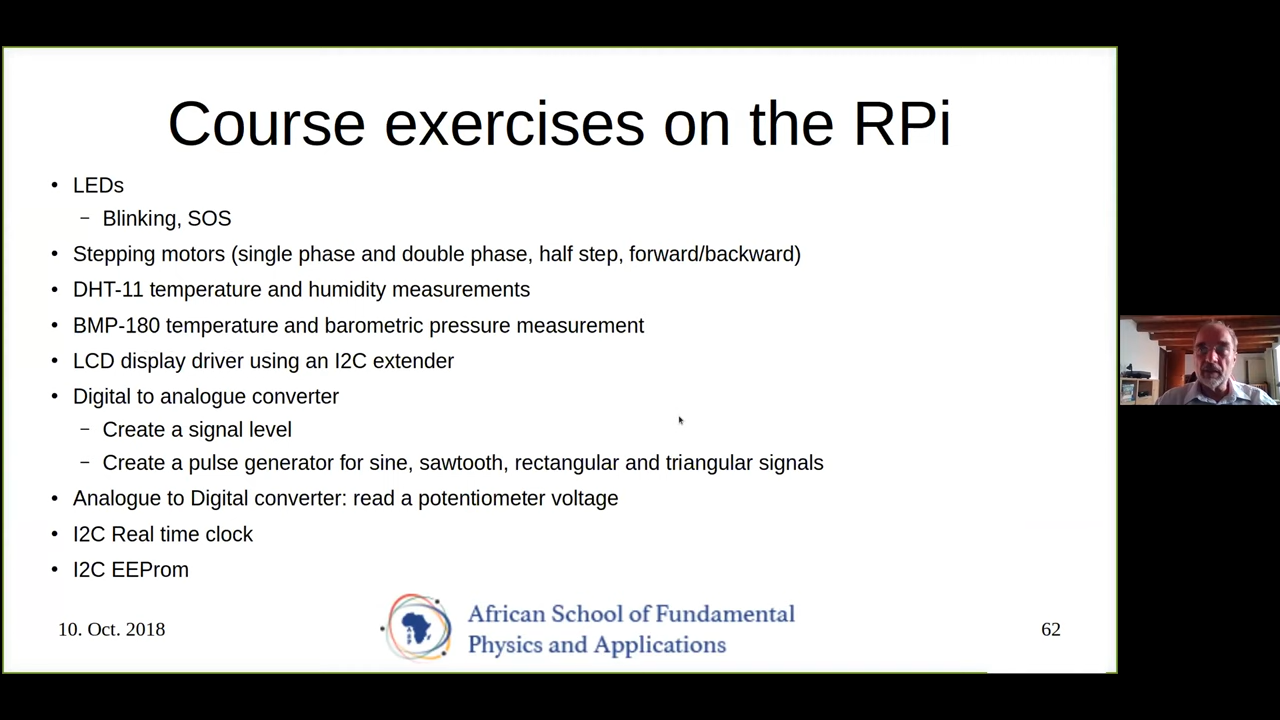 Course exercises on the RPi
• LEDs
– Blinking, SOS
• Stepping motors (single phase and double phase, half step, forward/backward)
• DHT-11 temperature and humidity measurements
• BMP-180 temperature and barometric pressure measurement
• LCD display driver using an I2C extender
• Digital to analogue converter
– Create a signal level
– Create a pulse generator for sine, sawtooth, rectangular and triangular signals
• Analogue to Digital converter: read a potentiometer voltage
• I2C Real time clock
• I2C EEProm
10. Oct. 2018
African School of Fundamental
Physics and Applications
62